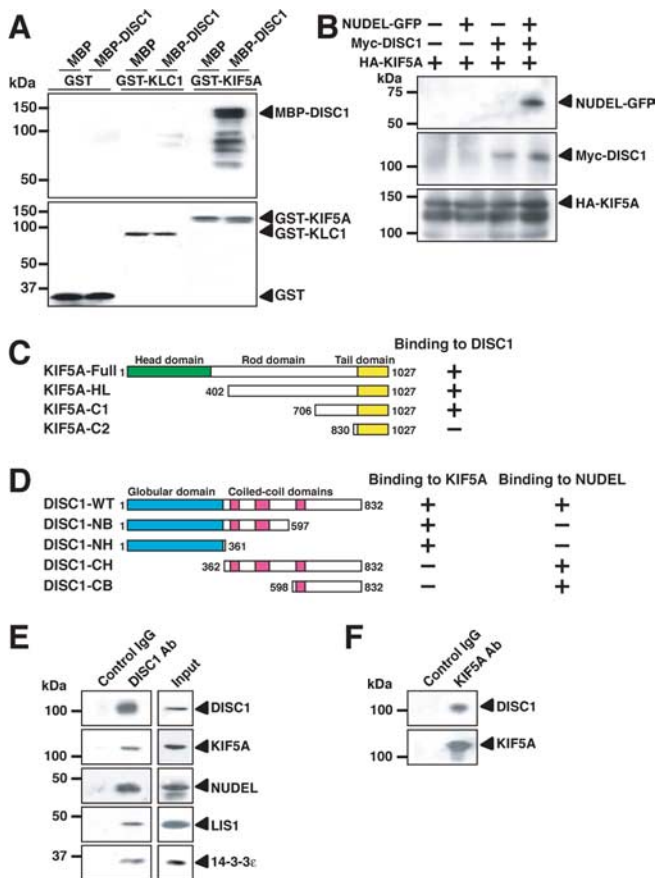 A
MBP
MBP-DISC1
MBP
MBP-DISC1
MBP
MBP-DISC1
kDa
GST
GST-KLC1
GST-KIF5A
150
100
50
MBP-DISC1
150
100
50
37
GST-KIF5A
GST-KLC1
GST
B
NUDEL-GFP − + − +
Myc-DISC1 − − + +
HA-KIF5A + + + +
kDa
75
50
NUDEL-GFP
100
Myc-DISC1
150
100
HA-KIF5A
C
Binding to DISC1
Head domain Rod domain Tail domain
KIF5A-Full 1 1027 +
KIF5A-HL 402 1027 +
KIF5A-C1 706 1027 +
KIF5A-C2 830 1027 −
D
Binding to KIF5A Binding to NUDEL
Globular domain Coiled-coil domains
DISC1-WT 1 832 + +
DISC1-NB 1 597 + −
DISC1-NH 1 361 + −
DISC1-CH 362 832 − +
DISC1-CB 598 832 − +
E
Control IgG
DISC1 Ab
Input
kDa
100 DISC1
100 KIF5A
50 NUDEL
50 LIS1
37 14-3-3ε
F
Control IgG
KIF5A Ab
kDa
100 DISC1
100 KIF5A